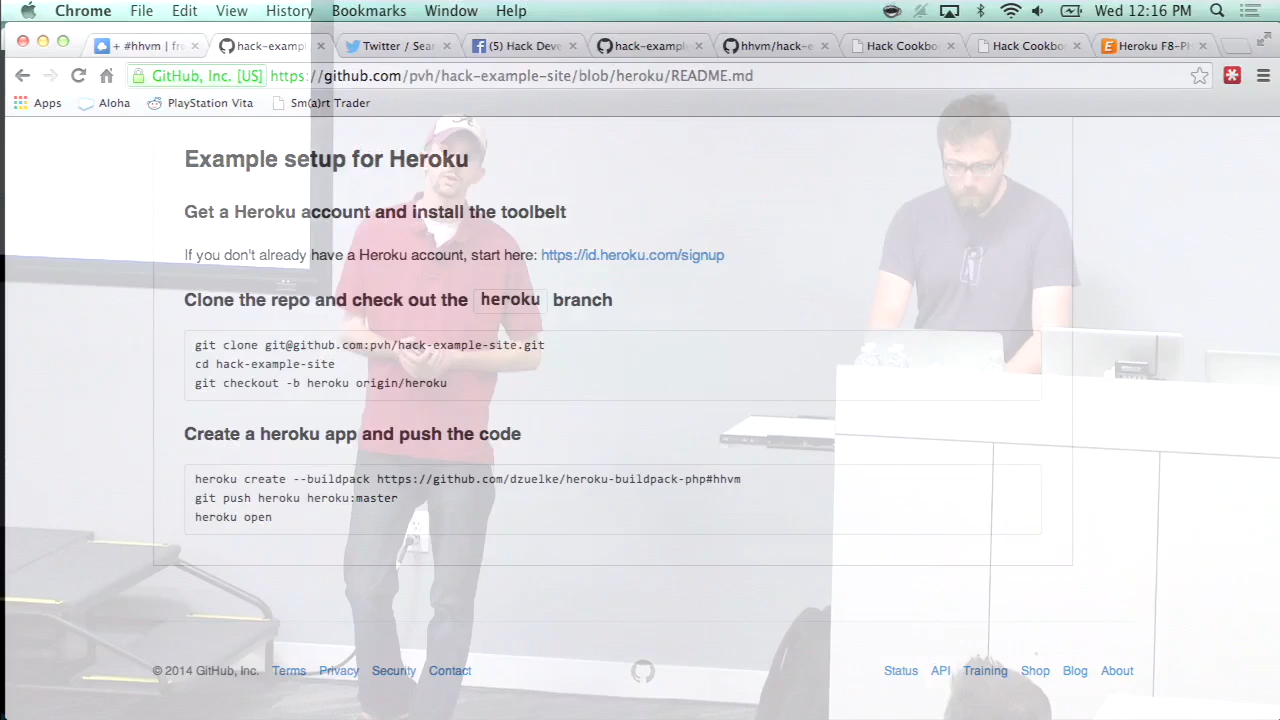 Chrome File Edit View History Bookmarks Window Help Wed 12:16 PM
+ #hhvm | fre hack-exampl Twitter / Sear (5) Hack Deve hack-exampl hhvm/hack- Hack Cookbo Hack Cookbo Heroku F8-P
GitHub, Inc. [US] https://github.com/pvh/hack-example-site/blob/heroku/README.md
Apps Aloha PlayStation Vita Sm(a)rt Trader
Example setup for Heroku
Get a Heroku account and install the toolbelt
If you don't already have a Heroku account, start here: https://id.heroku.com/signup
Clone the repo and check out the heroku branch
git clone git@github.com:pvh/hack-example-site.git
cd hack-example-site
git checkout -b heroku origin/heroku
Create a heroku app and push the code
heroku create --buildpack https://github.com/dzuelke/heroku-buildpack-php#hhvm
git push heroku heroku:master
heroku open
© 2014 GitHub, Inc. Terms Privacy Security Contact Status API Training Shop Blog About